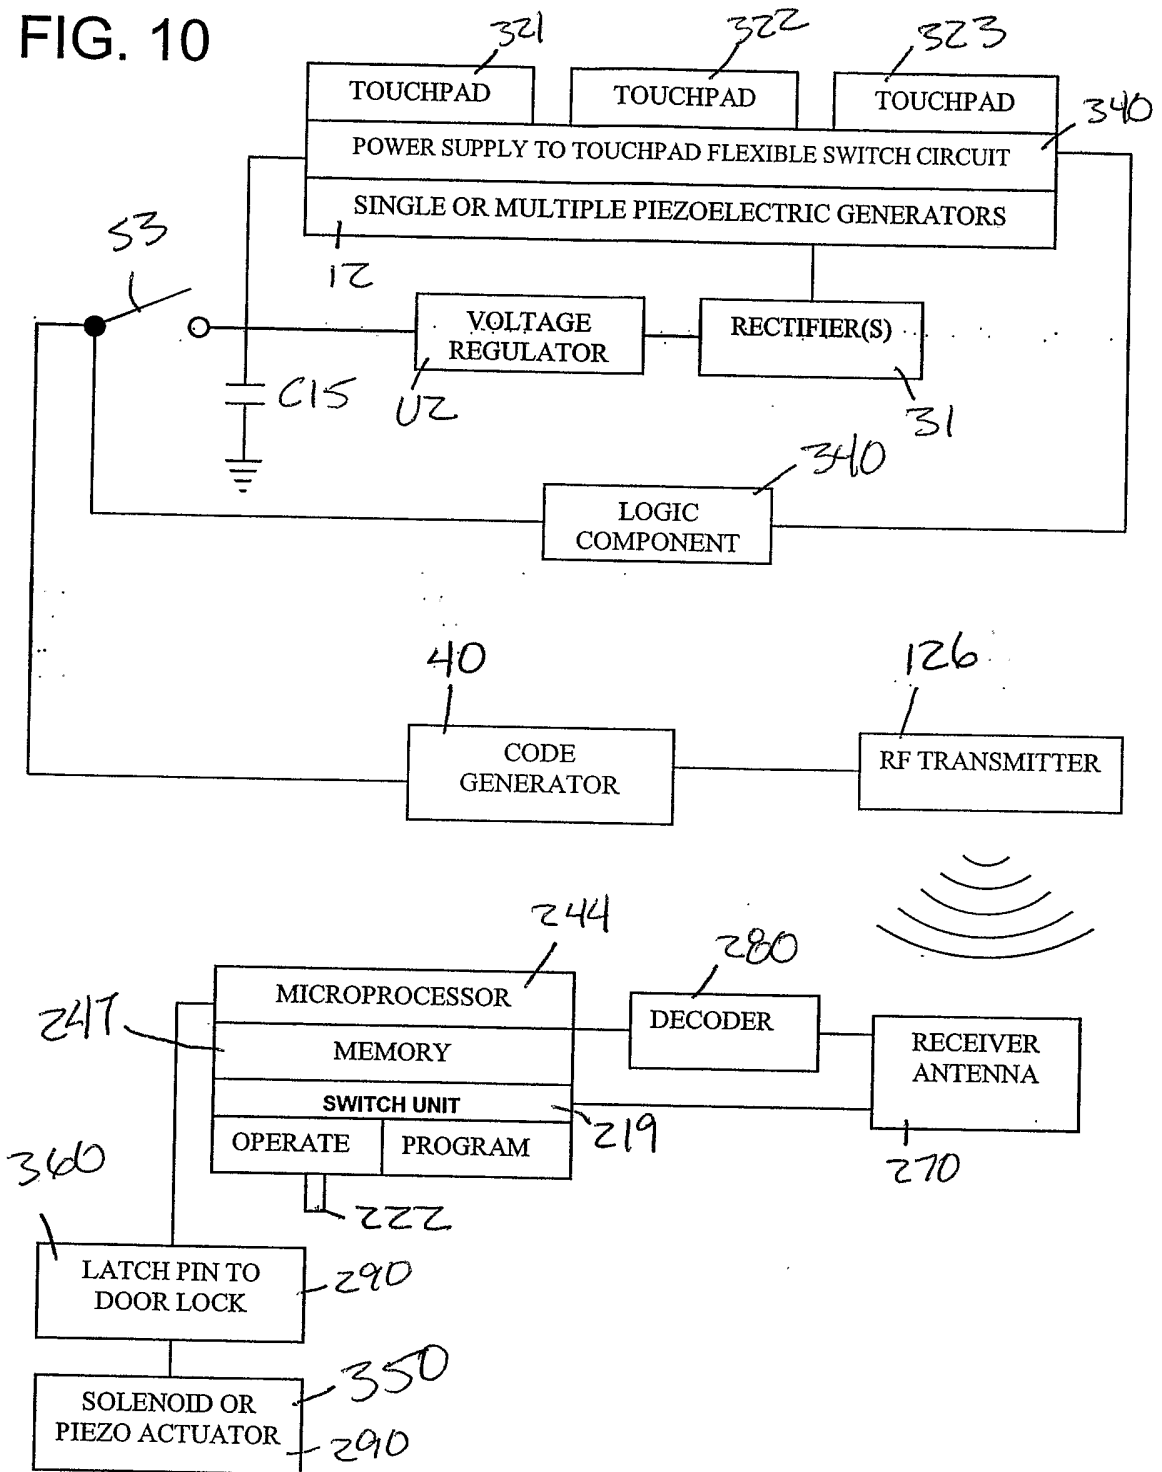 FIG. 10
321
322
323
TOUCHPAD
TOUCHPAD
TOUCHPAD
340
POWER SUPPLY TO TOUCHPAD FLEXIBLE SWITCH CIRCUIT
SINGLE OR MULTIPLE PIEZOELECTRIC GENERATORS
53
12
VOLTAGE
REGULATOR
RECTIFIER(S)
C15
U2
31
340
LOGIC
COMPONENT
40
126
CODE
GENERATOR
RF TRANSMITTER
244
280
MICROPROCESSOR
DECODER
247
MEMORY
RECEIVER
ANTENNA
SWITCH UNIT
219
OPERATE
PROGRAM
270
360
222
LATCH PIN TO
DOOR LOCK
290
350
SOLENOID OR
PIEZO ACTUATOR
290